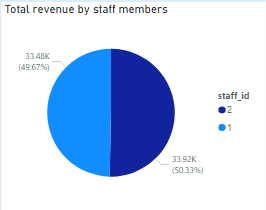 Total revenue by staff members
33.48K
(49.67%)
staff_id
2
1
33.92K
(50.33%)